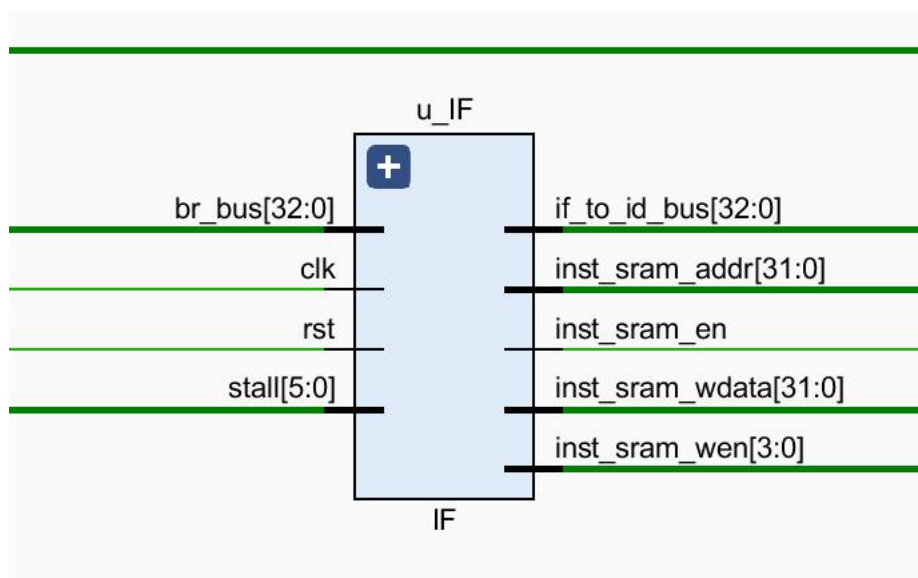 u_IF
br_bus[32:0]
clk
rst
stall[5:0]
if_to_id_bus[32:0]
inst_sram_addr[31:0]
inst_sram_en
inst_sram_wdata[31:0]
inst_sram_wen[3:0]
IF